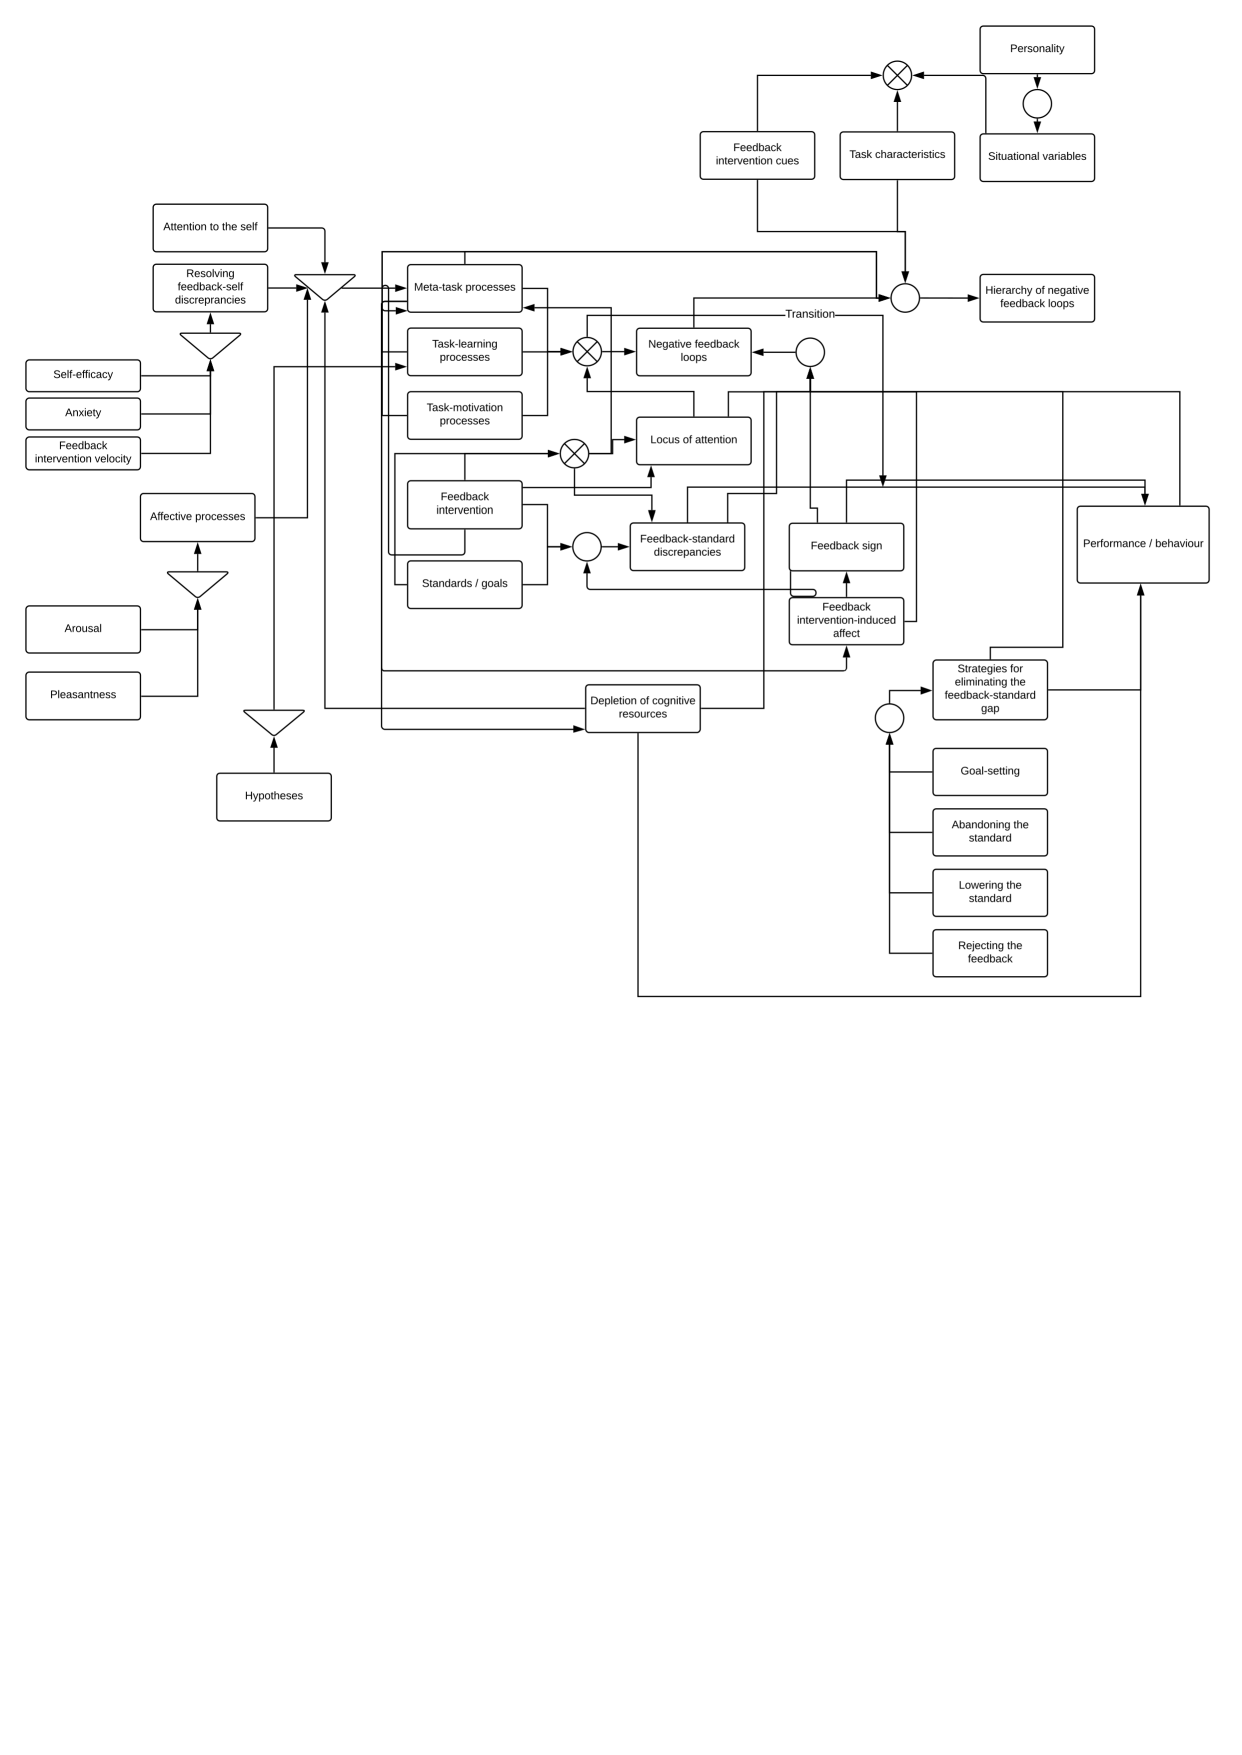 Personality
Feedback
intervention cues
Task characteristics
Situational variables
Attention to the self
Resolving
feedback-self
discreprancies
Meta-task processes
Hierarchy of negative
feedback loops
Transition
Task-learning
processes
Negative feedback
loops
Self-efficacy
Anxiety
Feedback
intervention velocity
Task-motivation
processes
Locus of attention
Affective processes
Feedback
intervention
Feedback-standard
discrepancies
Feedback sign
Performance / behaviour
Standards / goals
Feedback
intervention-induced
affect
Arousal
Pleasantness
Depletion of cognitive
resources
Strategies for
eliminating the
feedback-standard
gap
Hypotheses
Goal-setting
Abandoning the
standard
Lowering the
standard
Rejecting the
feedback